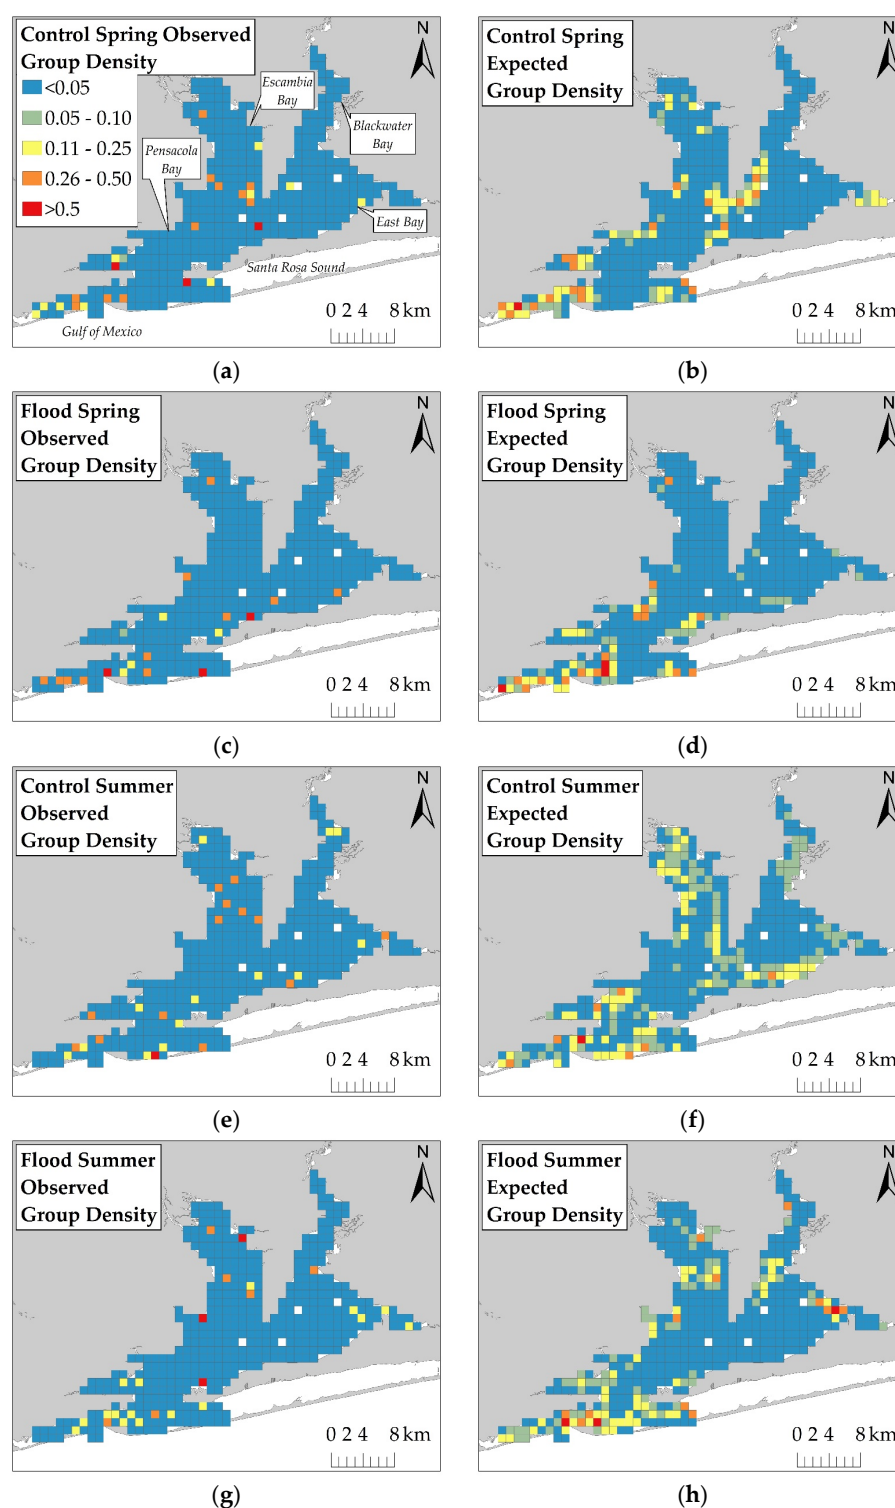 Control Spring Observed
Group Density
<0.05
0.05 - 0.10
0.11 - 0.25
0.26 - 0.50
>0.5
Escambia
Bay
Blackwater
Bay
Pensacola
Bay
East Bay
Santa Rosa Sound
Gulf of Mexico
N
0 2 4 8 km
(a)
Control Spring
Expected
Group Density
N
0 2 4 8 km
(b)
Flood Spring
Observed
Group Density
N
0 2 4 8 km
(c)
Flood Spring
Expected
Group Density
N
0 2 4 8 km
(d)
Control Summer
Observed
Group Density
N
0 2 4 8 km
(e)
Control Summer
Expected
Group Density
N
0 2 4 8 km
(f)
Flood Summer
Observed
Group Density
N
0 2 4 8 km
(g)
Flood Summer
Expected
Group Density
N
0 2 4 8 km
(h)